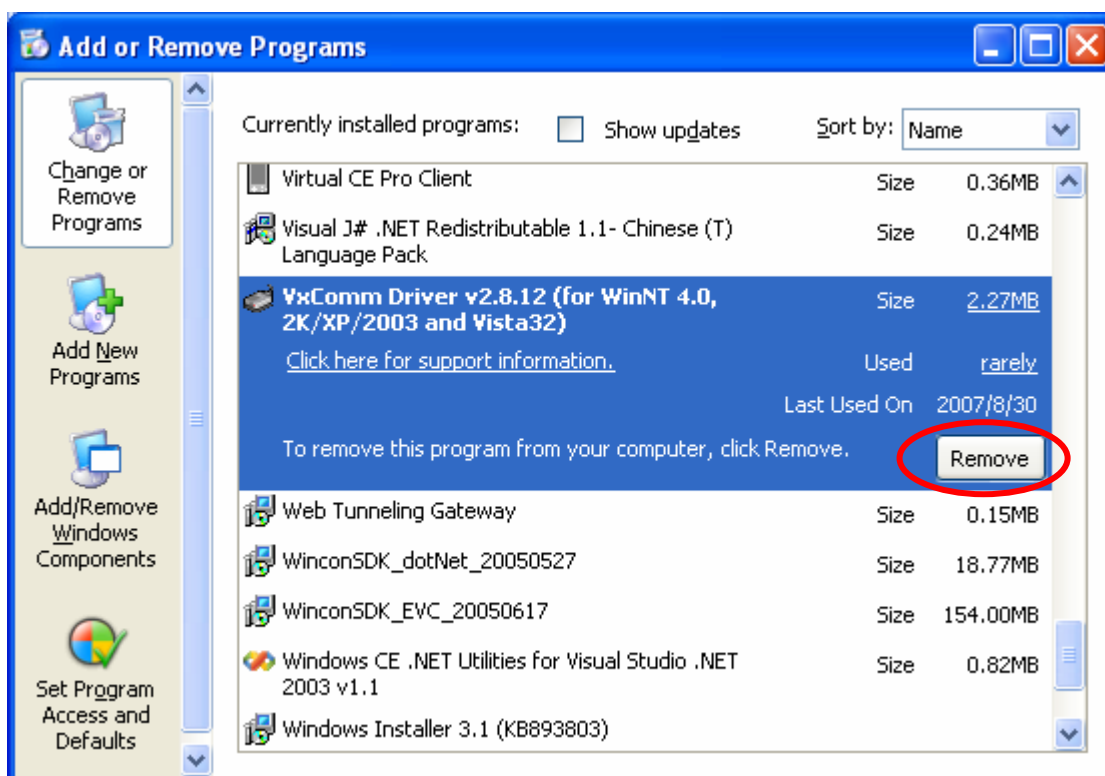 Add or Remove Programs
Change or
Remove
Programs
Add New
Programs
Add/Remove
Windows
Components
Set Program
Access and
Defaults
Currently installed programs:
Show updates
Sort by:
Name
Virtual CE Pro Client
Size
0.36MB
Visual J# .NET Redistributable 1.1- Chinese (T)
Size
0.24MB
Language Pack
VxComm Driver v2.8.12 (for WinNT 4.0,
Size
2.27MB
2K/XP/2003 and Vista32)
Click here for support information.
Used
rarely
Last Used On
2007/8/30
To remove this program from your computer, click Remove.
Remove
Web Tunneling Gateway
Size
0.15MB
WinconSDK_dotNet_20050527
Size
18.77MB
WinconSDK_EVC_20050617
Size
154.00MB
Windows CE .NET Utilities for Visual Studio .NET
Size
0.82MB
2003 v1.1
Windows Installer 3.1 (KB893803)